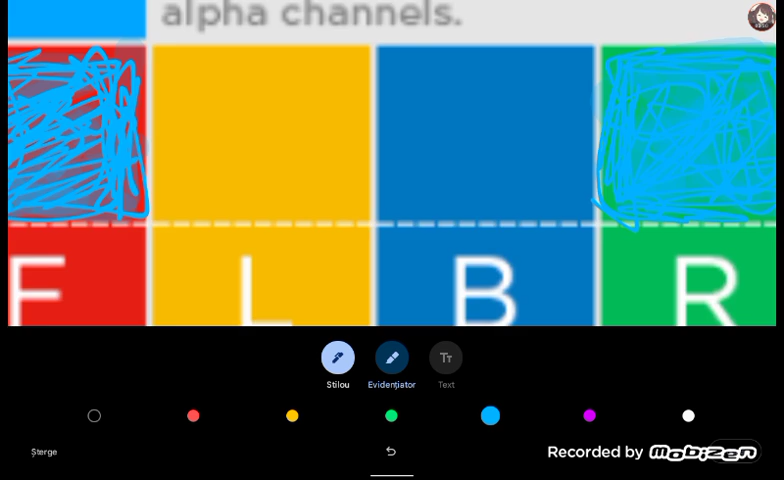 alpha channels.
F L B R
Stilou Evidențiator Text
Șterge
Recorded by mobizen